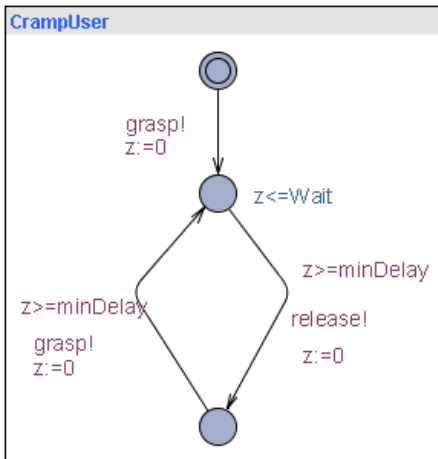 CrampUser
grasp!
z:=0
z<=Wait
z>=minDelay
release!
z:=0
z>=minDelay
grasp!
z:=0